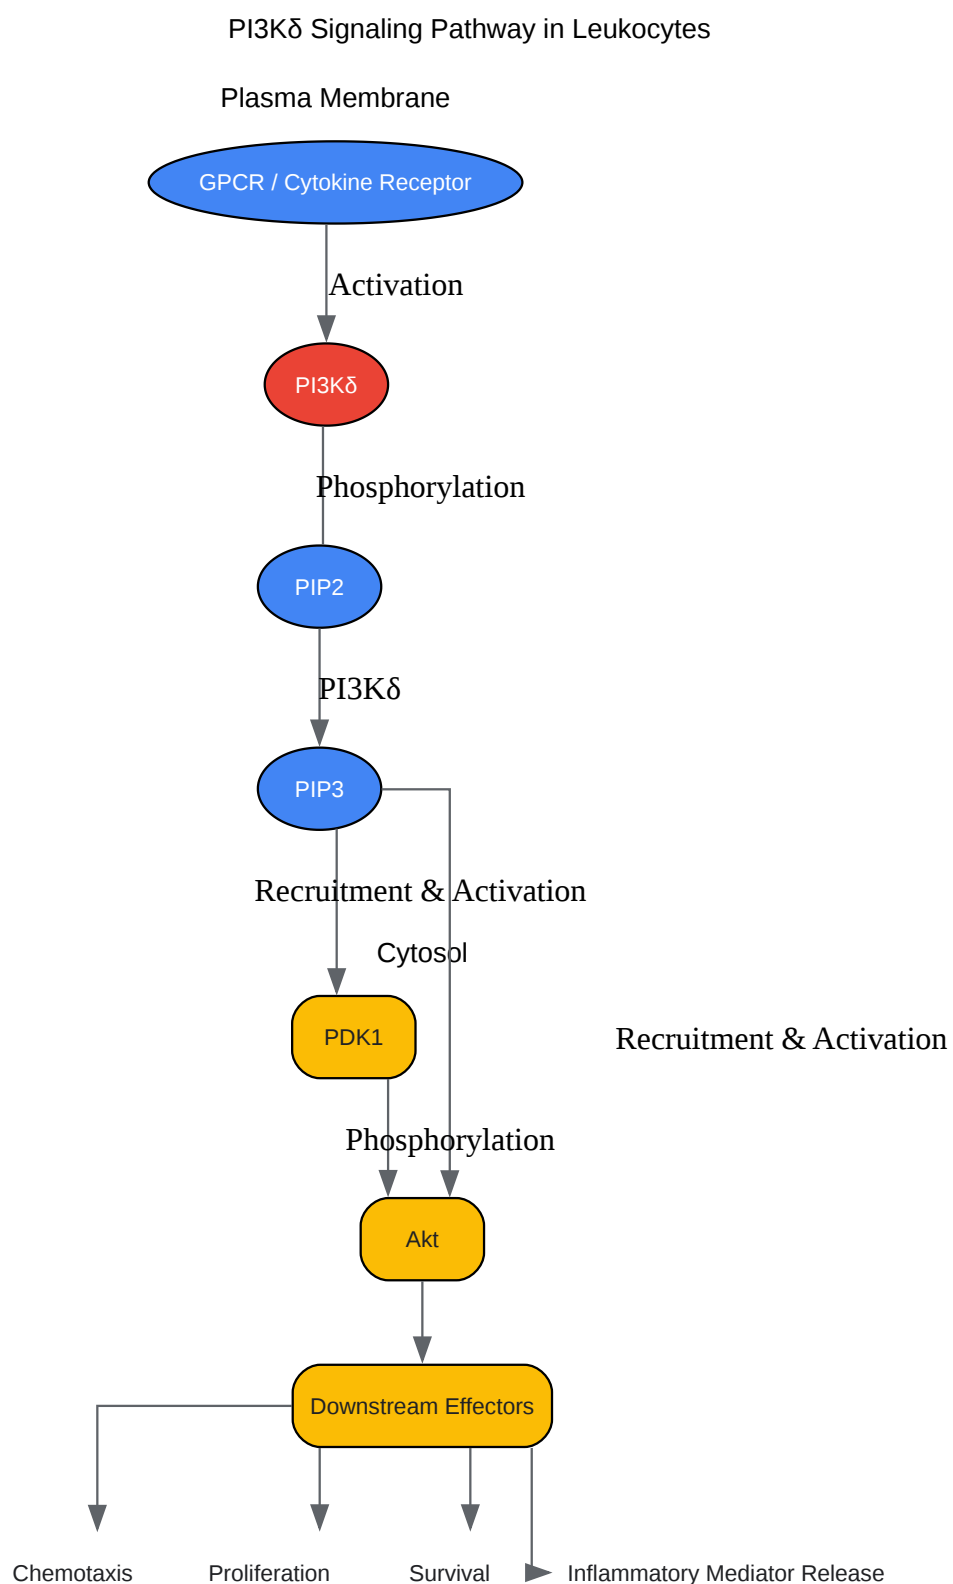 PI3Kδ Signaling Pathway in Leukocytes
Plasma Membrane
GPCR / Cytokine Receptor
Activation
PI3Kδ
Phosphorylation
PIP2
PI3Kδ
PIP3
Recruitment & Activation
Cytosol
PDK1
Recruitment & Activation
Phosphorylation
Akt
Downstream Effectors
Chemotaxis
Proliferation
Survival
Inflammatory Mediator Release